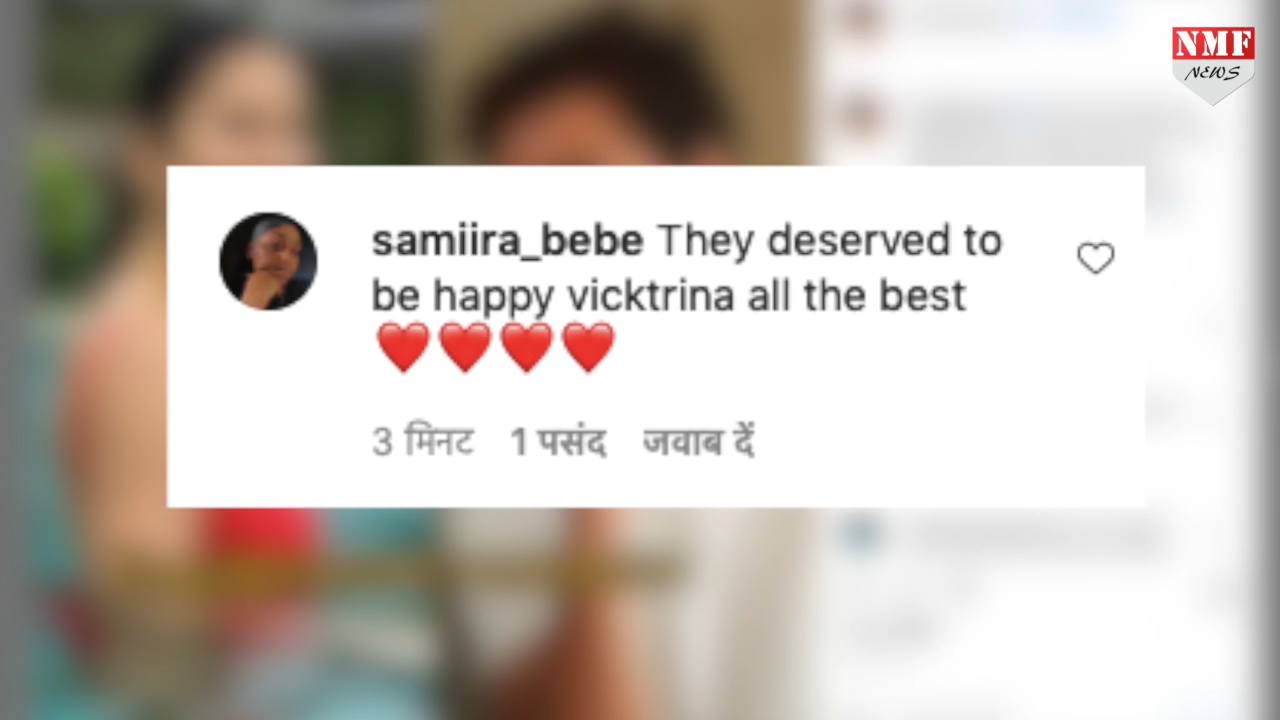 NMF
NEWS
samiira_bebe They deserved to
be happy vicktrina all the best
❤️❤️❤️❤️
3 मिनट 1 पसंद जवाब दें